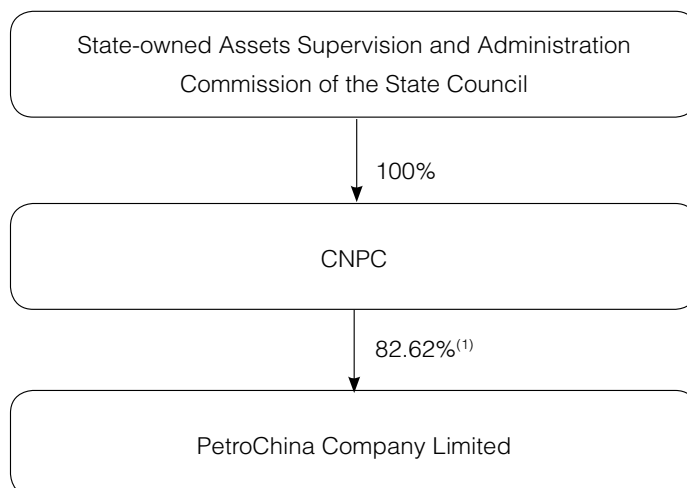 State-owned Assets Supervision and Administration
Commission of the State Council
100%
CNPC
82.62%(1)
PetroChina Company Limited